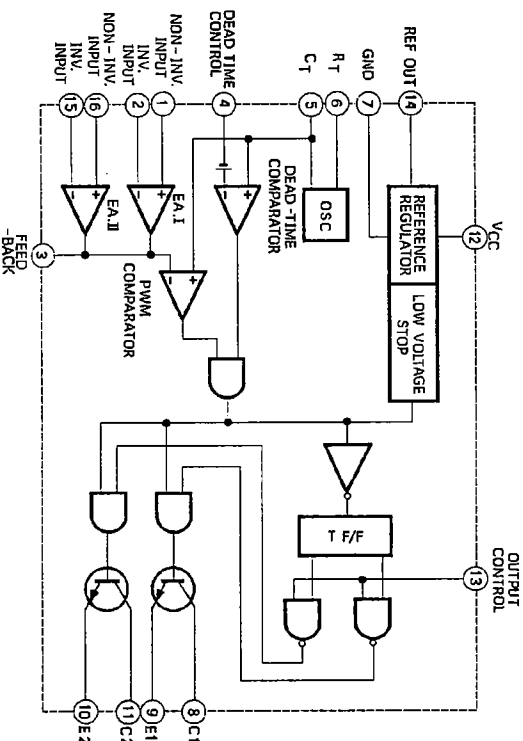 VCC
12
REF OUT
14
REFERENCE
REGULATOR
LOW VOLTAGE
STOP
GND
7
RT
6
CT
5
OSC
DEAD TIME
CONTROL
4
DEAD-TIME
COMPARATOR
NON-INV.
INPUT
1
INV.
INPUT
2
EA.I
NON-INV.
INPUT
16
INV.
INPUT
15
EA.II
PWM
COMPARATOR
FEED
-BACK
3
T F/F
OUTPUT
CONTROL
13
8 C1
9 E1
11 C2
10 E2
+
-
+
-
+
-
+
-